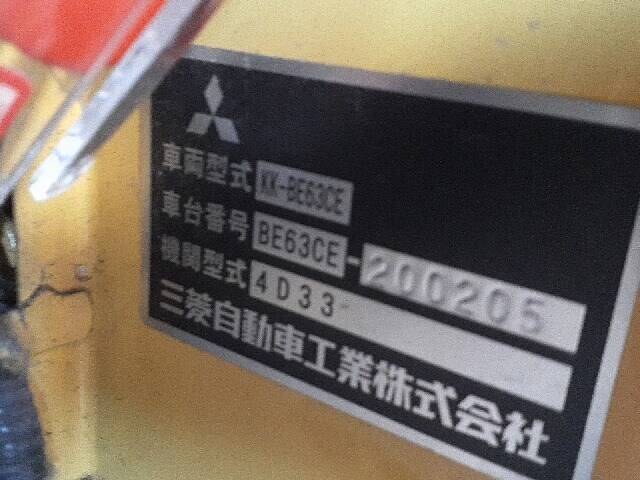 車両型式 KK-BE63CE
車台番号 BE63CE-200205
機関型式 4D33-
三菱自動車工業株式会社